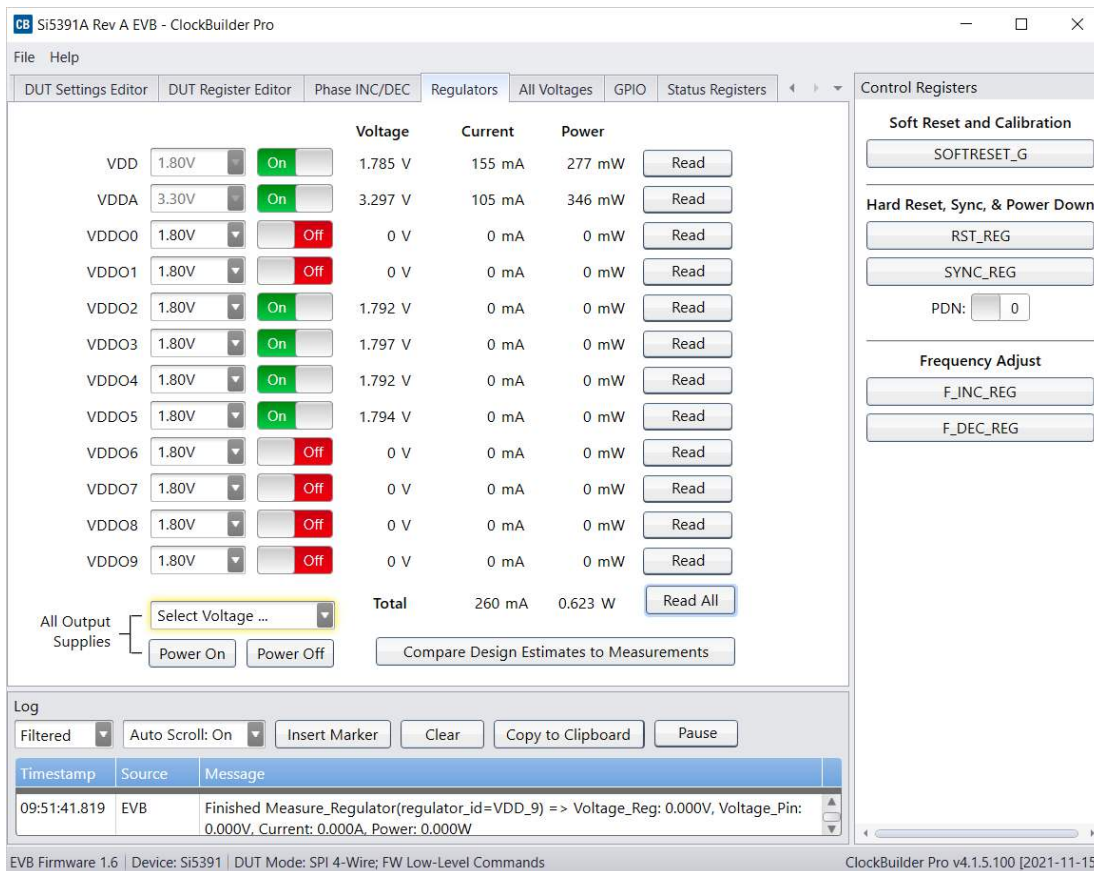 CB Si5391A Rev A EVB - ClockBuilder Pro
File Help
DUT Settings Editor DUT Register Editor Phase INC/DEC Regulators All Voltages GPIO Status Registers
Voltage Current Power
VDD 1.80V On 1.785 V 155 mA 277 mW Read
VDDA 3.30V On 3.297 V 105 mA 346 mW Read
VDDO0 1.80V Off 0 V 0 mA 0 mW Read
VDDO1 1.80V Off 0 V 0 mA 0 mW Read
VDDO2 1.80V On 1.792 V 0 mA 0 mW Read
VDDO3 1.80V On 1.797 V 0 mA 0 mW Read
VDDO4 1.80V On 1.792 V 0 mA 0 mW Read
VDDO5 1.80V On 1.794 V 0 mA 0 mW Read
VDDO6 1.80V Off 0 V 0 mA 0 mW Read
VDDO7 1.80V Off 0 V 0 mA 0 mW Read
VDDO8 1.80V Off 0 V 0 mA 0 mW Read
VDDO9 1.80V Off 0 V 0 mA 0 mW Read
Total 260 mA 0.623 W Read All
All Output Supplies
Select Voltage ...
Power On Power Off
Compare Design Estimates to Measurements
Control Registers
Soft Reset and Calibration
SOFTRESET_G
Hard Reset, Sync, & Power Down
RST_REG
SYNC_REG
PDN: 0
Frequency Adjust
F_INC_REG
F_DEC_REG
Log
Filtered Auto Scroll: On Insert Marker Clear Copy to Clipboard Pause
Timestamp Source Message
09:51:41.819 EVB Finished Measure_Regulator(regulator_id=VDD_9) => Voltage_Reg: 0.000V, Voltage_Pin:
0.000V, Current: 0.000A, Power: 0.000W
EVB Firmware 1.6 Device: Si5391 DUT Mode: SPI 4-Wire; FW Low-Level Commands ClockBuilder Pro v4.1.5.100 [2021-11-15